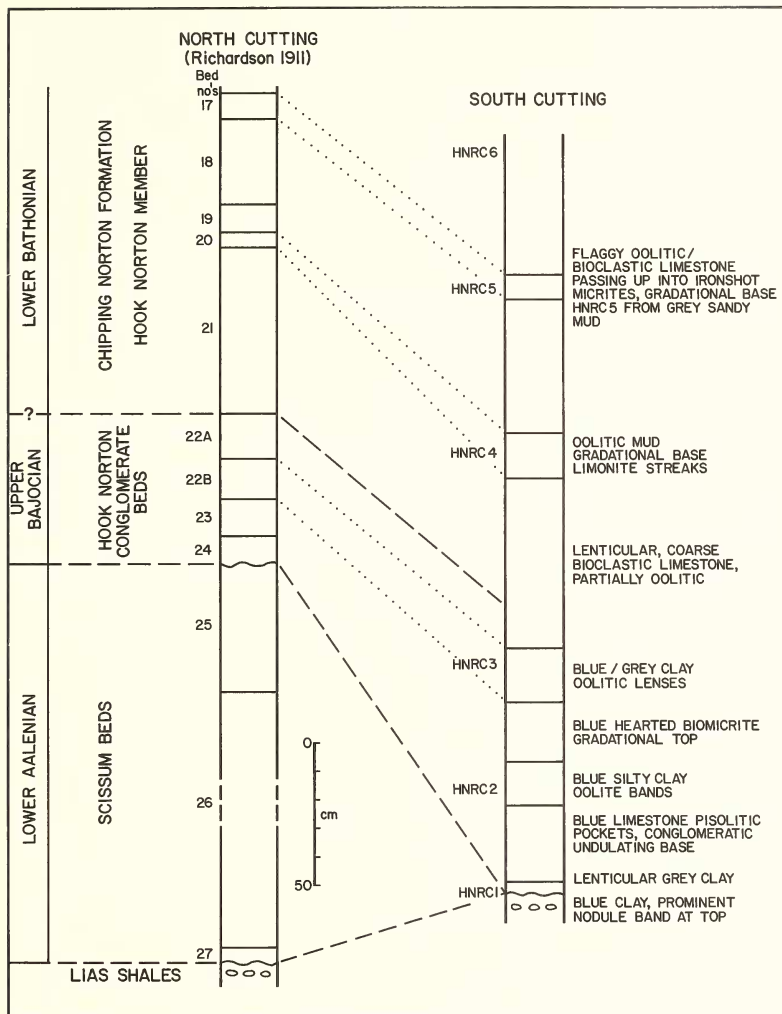 NORTH CUTTING
(Richardson 1911)
Bed
no's
17
18
19
20
21
22A
22B
23
24
25
26
27
LOWER BATHONIAN
?
UPPER
BAJOCIAN
LOWER AALENIAN
CHIPPING NORTON FORMATION
HOOK NORTON MEMBER
HOOK NORTON
CONGLOMERATE
BEDS
SCISSUM BEDS
LIAS SHALES
0
cm
50
SOUTH CUTTING
HNRC6
HNRC5
HNRC4
HNRC3
HNRC2
HNRC1
FLAGGY OOLITIC/
BIOCLASTIC LIMESTONE
PASSING UP INTO IRONSHOT
MICRITES, GRADATIONAL BASE
HNRC5 FROM GREY SANDY
MUD
OOLITIC MUD
GRADATIONAL BASE
LIMONITE STREAKS
LENTICULAR, COARSE
BIOCLASTIC LIMESTONE,
PARTIALLY OOLITIC
BLUE / GREY CLAY
OOLITIC LENSES
BLUE HEARTED BIOMICRITE
GRADATIONAL TOP
BLUE SILTY CLAY
OOLITE BANDS
BLUE LIMESTONE PISOLITIC
POCKETS, CONGLOMERATIC
UNDULATING BASE
LENTICULAR GREY CLAY
BLUE CLAY, PROMINENT
NODULE BAND AT TOP